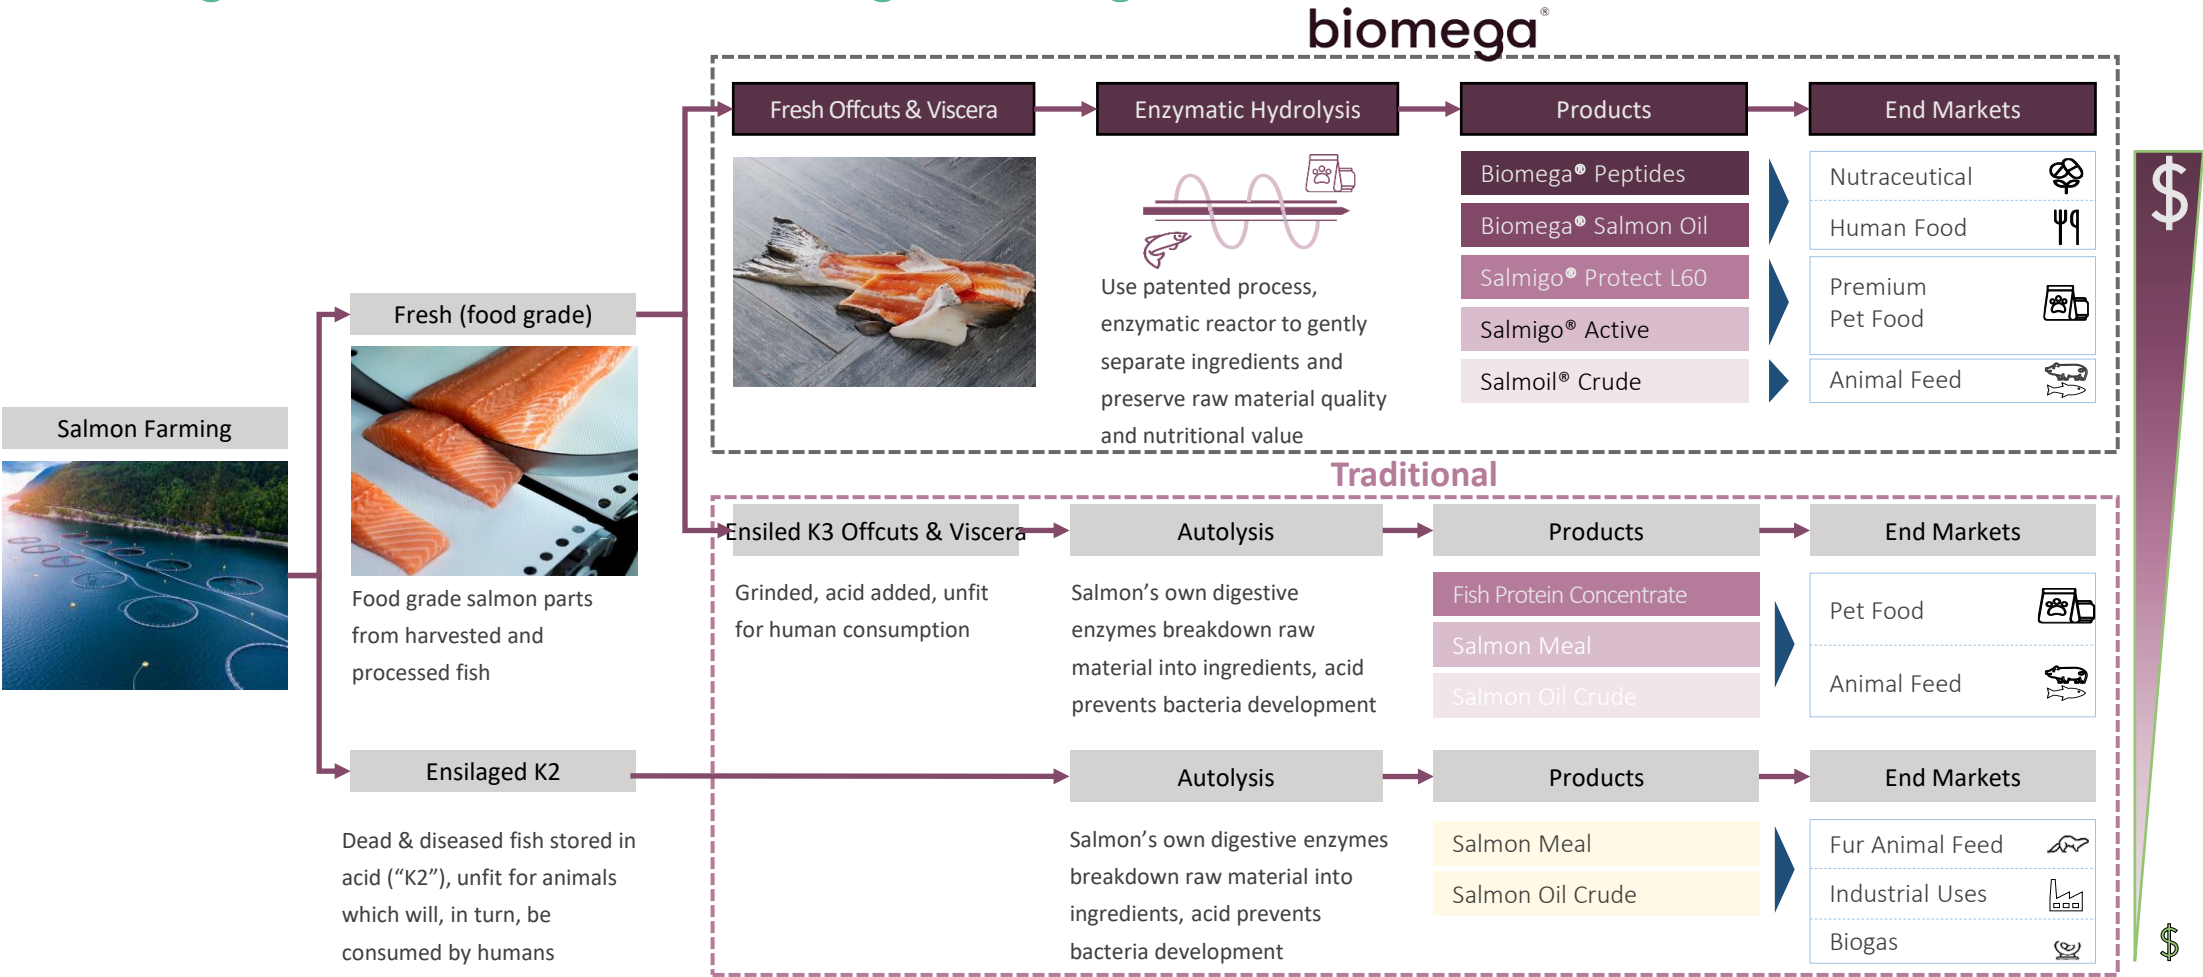 biomega®
Fresh Offcuts & Viscera
Enzymatic Hydrolysis
Products
End Markets
Use patented process,
enzymatic reactor to gently
separate ingredients and
preserve raw material quality
and nutritional value
Biomega® Peptides
Biomega® Salmon Oil
Salmigo® Protect L60
Salmigo® Active
Salmoil® Crude
Nutraceutical
Human Food
Premium
Pet Food
Animal Feed
$
Salmon Farming
Fresh (food grade)
Food grade salmon parts
from harvested and
processed fish
Traditional
Ensiled K3 Offcuts & Viscera
Autolysis
Products
End Markets
Grinded, acid added, unfit
for human consumption
Salmon’s own digestive
enzymes breakdown raw
material into ingredients, acid
prevents bacteria development
Fish Protein Concentrate
Salmon Meal
Salmon Oil Crude
Pet Food
Animal Feed
Ensilaged K2
Autolysis
Products
End Markets
Dead & diseased fish stored in
acid (“K2”), unfit for animals
which will, in turn, be
consumed by humans
Salmon’s own digestive enzymes
breakdown raw material into
ingredients, acid prevents
bacteria development
Salmon Meal
Salmon Oil Crude
Fur Animal Feed
Industrial Uses
Biogas
$